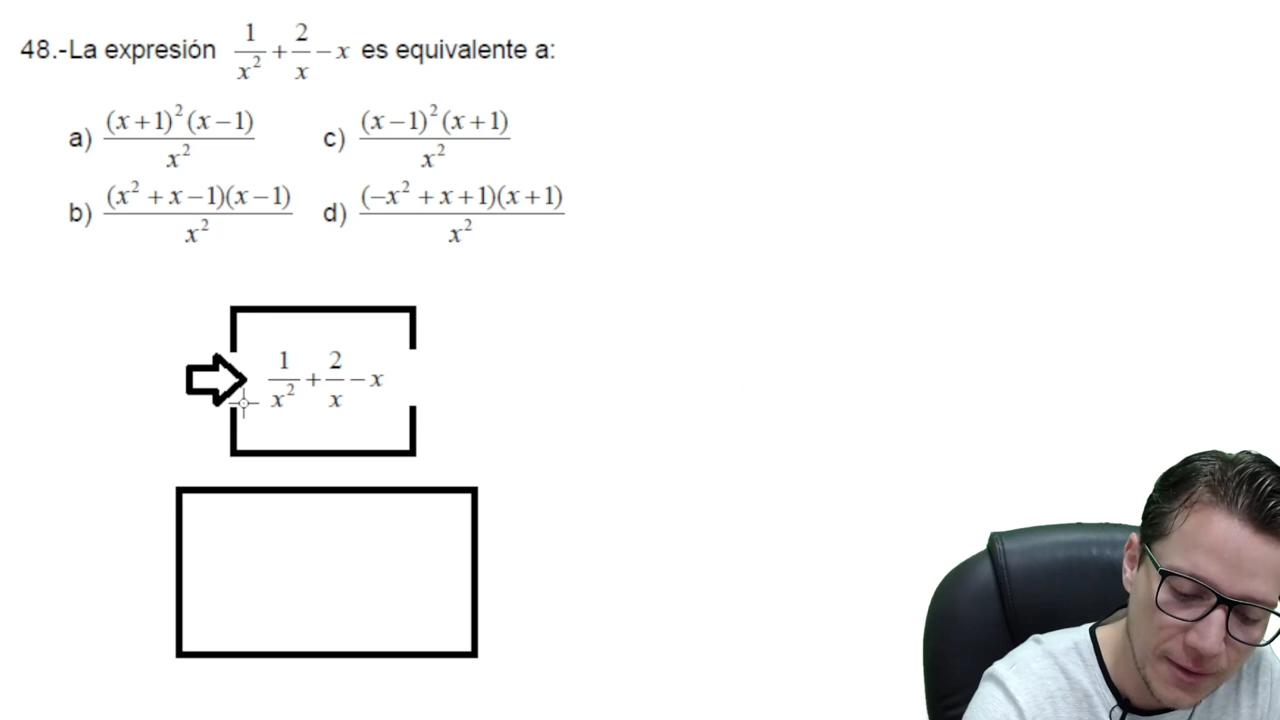 48.-La expresión 1/x² + 2/x − x es equivalente a:
a) (x+1)²(x−1)/x² c) (x−1)²(x+1)/x²
b) (x²+x−1)(x−1)/x² d) (−x²+x+1)(x+1)/x²
1/x² + 2/x − x